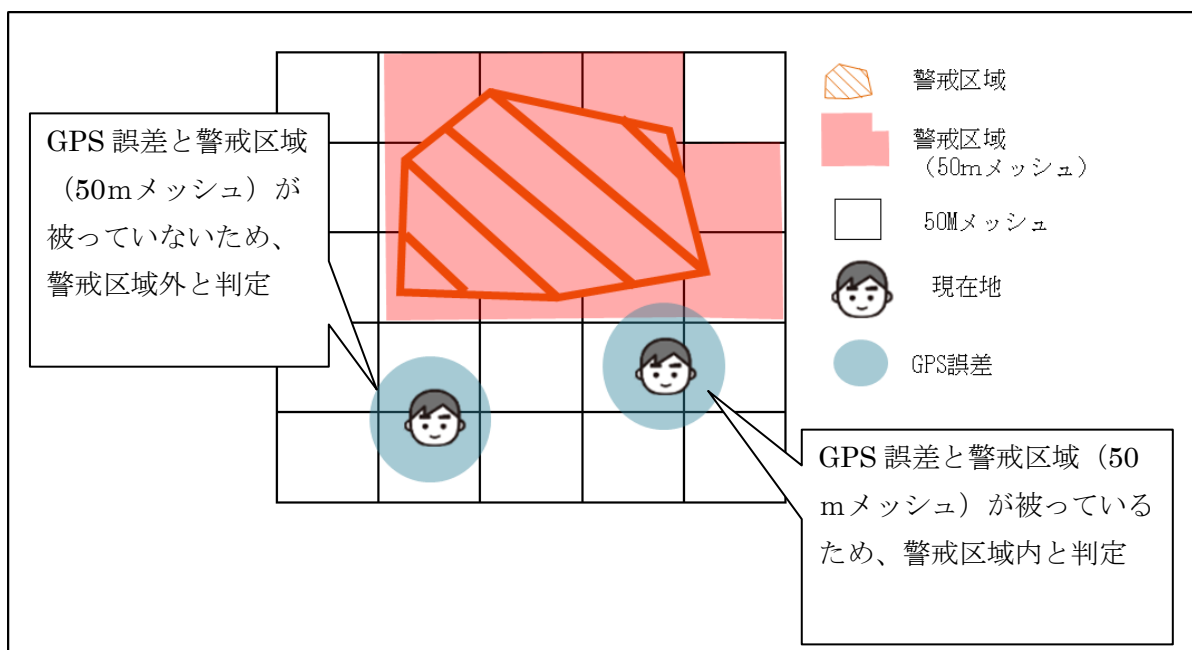 GPS 誤差と警戒区域
（50ｍメッシュ）が
被っていないため、
警戒区域外と判定
警戒区域
警戒区域
（50ｍメッシュ）
50Mメッシュ
現在地
GPS誤差
GPS 誤差と警戒区域（50
ｍメッシュ）が被っている
ため、警戒区域内と判定